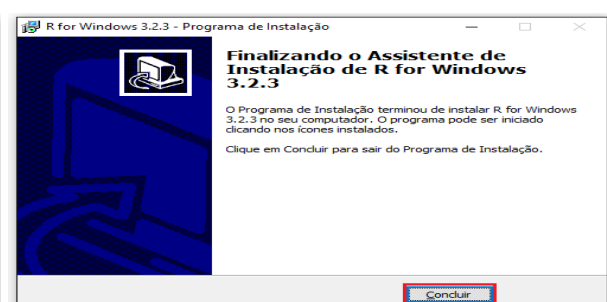 R for Windows 3.2.3 - Programa de Instalação
Finalizando o Assistente de
Instalação de R for Windows
3.2.3
O Programa de Instalação terminou de instalar R for Windows
3.2.3 no seu computador. O programa pode ser iniciado
clicando nos ícones instalados.
Clique em Concluir para sair do Programa de Instalação.
Concluir